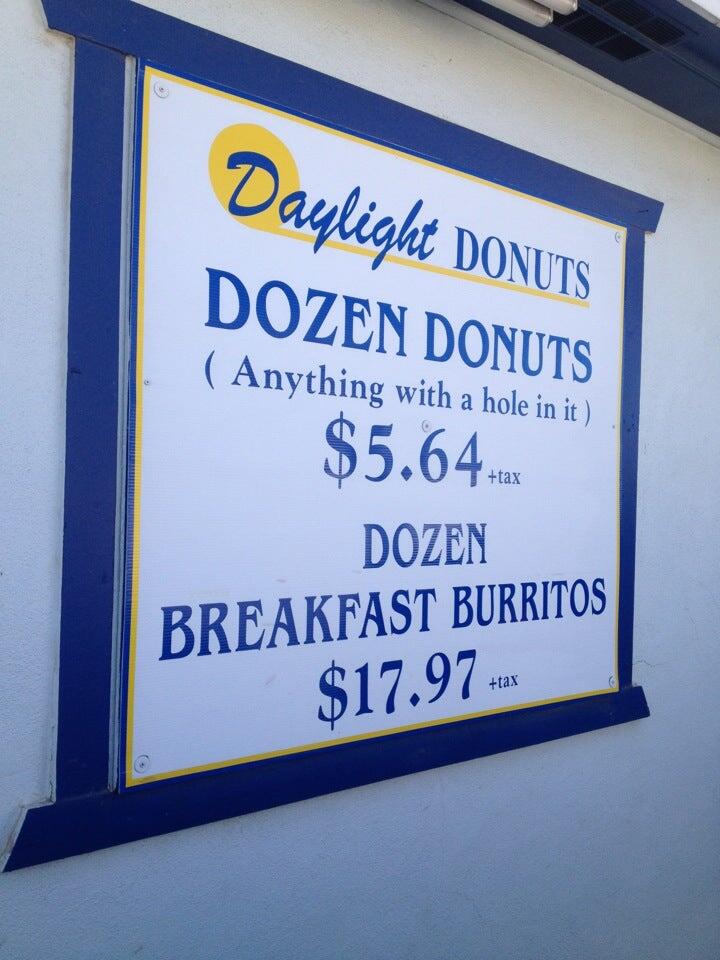 Daylight DONUTS
DOZEN DONUTS
( Anything with a hole in it )
$5.64 +tax
DOZEN
BREAKFAST BURRITOS
$17.97 +tax